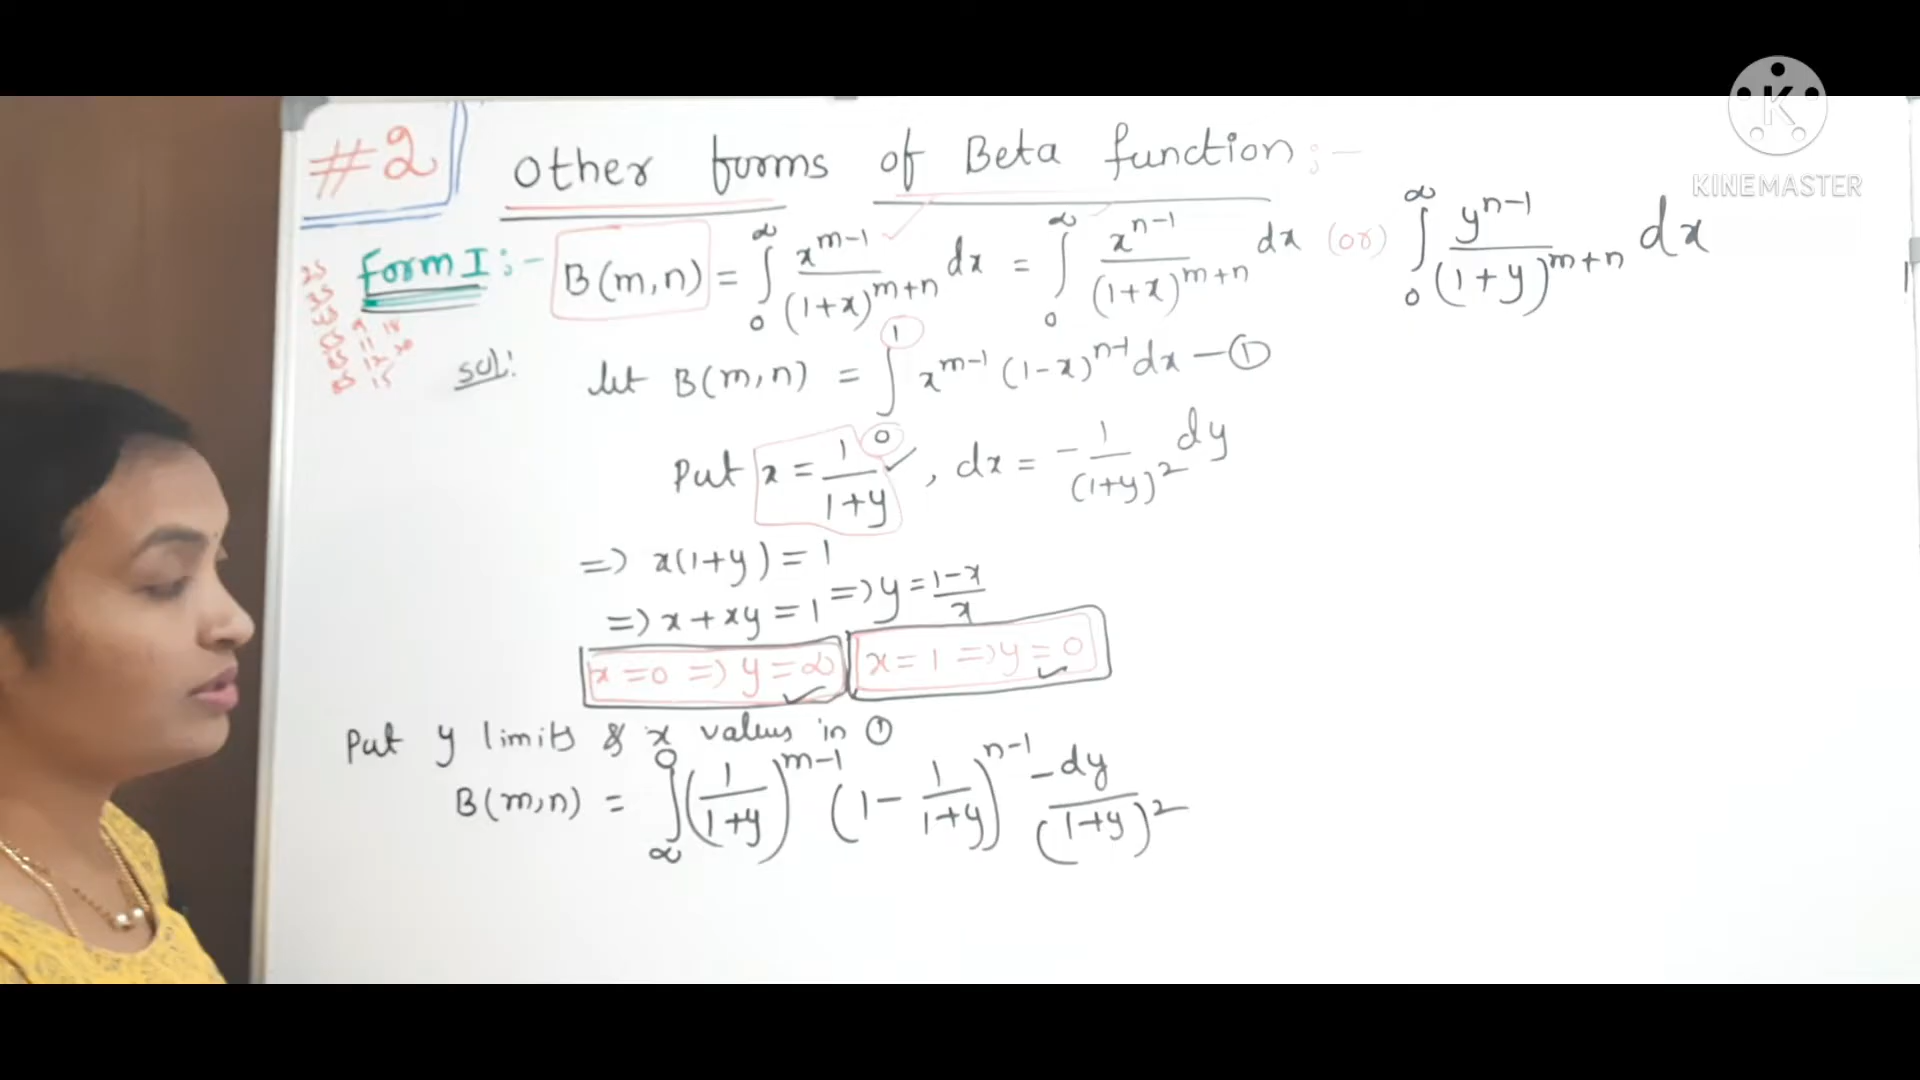 K
KINEMASTER
#2
Other forms of Beta function :-
Form I :- B(m,n) = ∫₀^∞ x^{m-1}/(1+x)^{m+n} dx = ∫₀^∞ x^{n-1}/(1+x)^{m+n} dx (or) ∫₀^∞ y^{n-1}/(1+y)^{m+n} dx
sol: let B(m,n) = ∫₀^1 x^{m-1} (1-x)^{n-1} dx — ①
Put x = 1/(1+y) , dx = -1/(1+y)² dy
=> x(1+y) = 1
=> x + xy = 1 => y = (1-x)/x
x = 0 => y = ∞ x = 1 => y = 0
Put y limits & x values in ①
B(m,n) = ∫_∞^0 (1/(1+y))^{m-1} (1 - 1/(1+y))^{n-1} -dy/(1+y)²